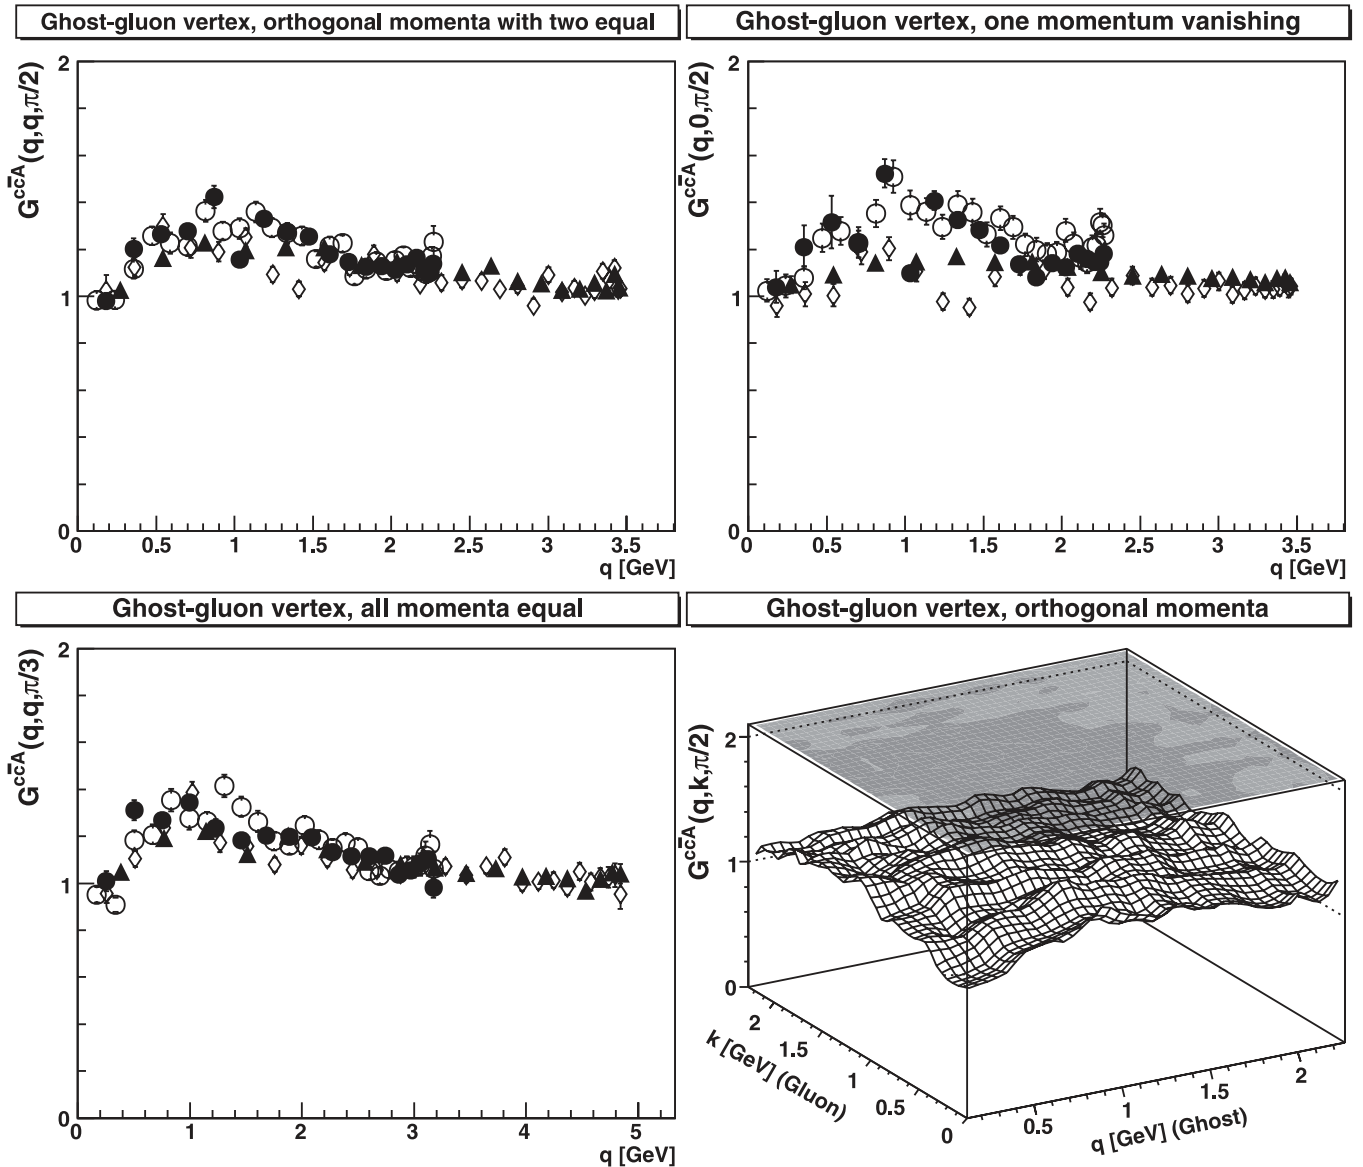 Ghost-gluon vertex, orthogonal momenta with two equal
G^{cc̄A}(q,q,π/2)
2
1
0
0 0.5 1 1.5 2 2.5 3 3.5
q [GeV]
Ghost-gluon vertex, one momentum vanishing
G^{cc̄A}(q,0,π/2)
2
1
0
0 0.5 1 1.5 2 2.5 3 3.5
q [GeV]
Ghost-gluon vertex, all momenta equal
G^{cc̄A}(q,q,π/3)
2
1
0
0 1 2 3 4 5
q [GeV]
Ghost-gluon vertex, orthogonal momenta
G^{cc̄A}(q,k,π/2)
2
1
0
2 1.5 1 0.5 0
k [GeV] (Gluon)
0.5 1 1.5 2
q [GeV] (Ghost)